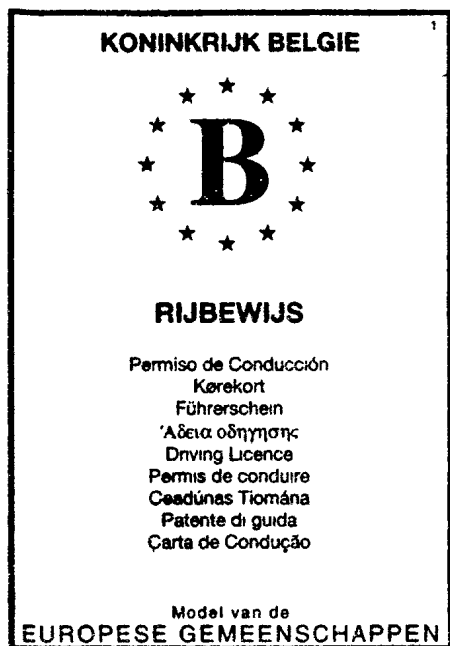 1
KONINKRIJK BELGIE
B
RIJBEWIJS
Permiso de Conducción
Kørekort
Führerschein
Άδεια οδηγησης
Driving Licence
Permis de conduire
Ceadúnas Tiomána
Patente di guida
Carta de Condução
Model van de
EUROPESE GEMEENSCHAPPEN